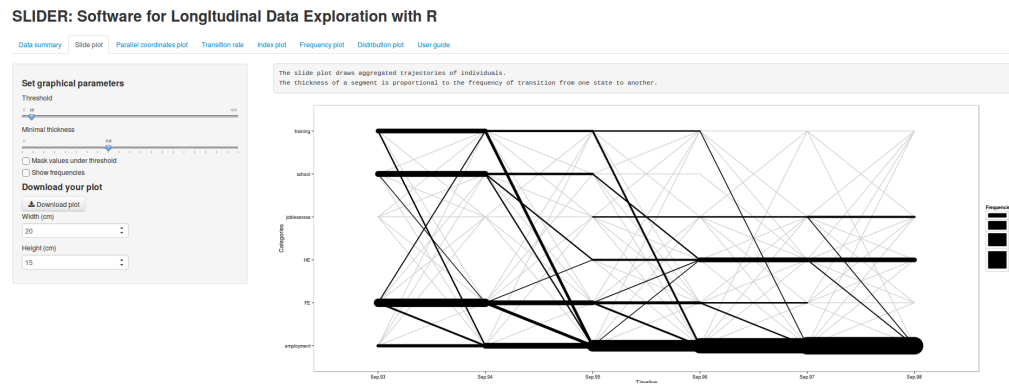 SLIDER: Software for LongItudinal Data Exploration with R
Data summary Slide plot Parallel coordinates plot Transition rate Index plot Frequency plot Distribution plot User guide
Set graphical parameters
Threshold
Minimal thickness
Mask values under threshold
Show frequencies
Download your plot
Download plot
Width (cm)
20
Height (cm)
15
The slide plot draws aggregated trajectories of individuals.
The thickness of a segment is proportional to the frequency of transition from one state to another.
training
school
joblessness
HE
FE
employment
Categories
Sep.93 Sep.94 Sep.95 Sep.96 Sep.97 Sep.98
Timeline